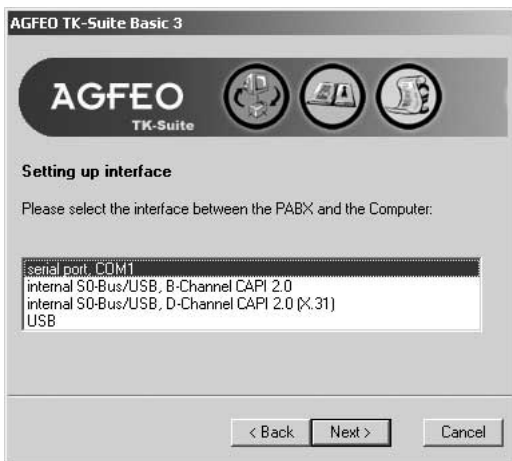 AGFEO TK-Suite Basic 3
AGFEO
TK-Suite
Setting up interface
Please select the interface between the PABX and the Computer:
serial port, COM1
internal S0-Bus/USB, B-Channel CAPI 2.0
internal S0-Bus/USB, D-Channel CAPI 2.0 (X.31)
USB
< Back Next > Cancel